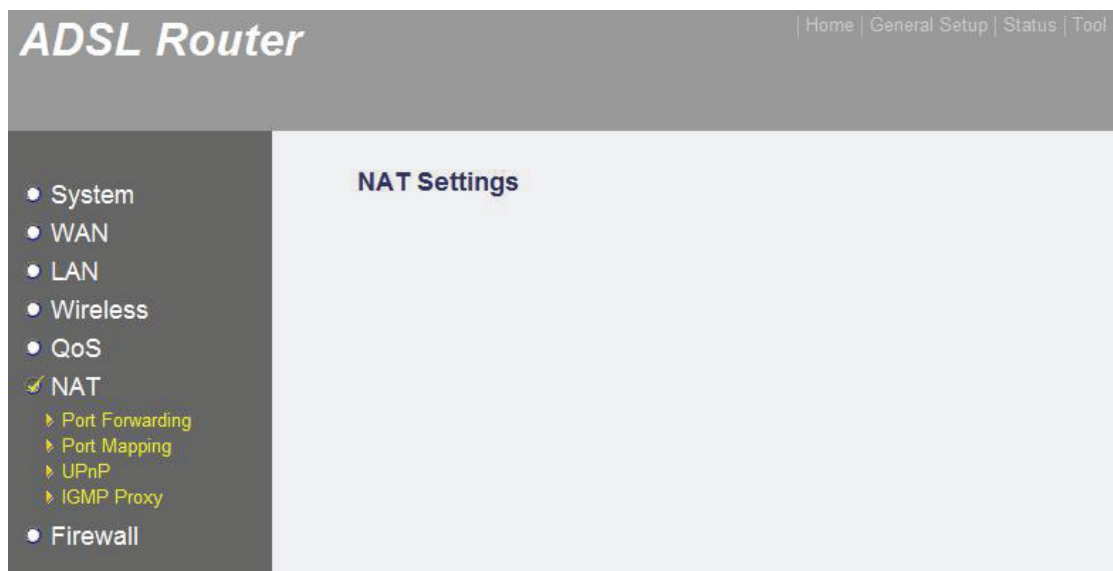 ADSL Router
| Home | General Setup | Status | Tool
System
WAN
LAN
Wireless
QoS
NAT
Port Forwarding
Port Mapping
UPnP
IGMP Proxy
Firewall
NAT Settings